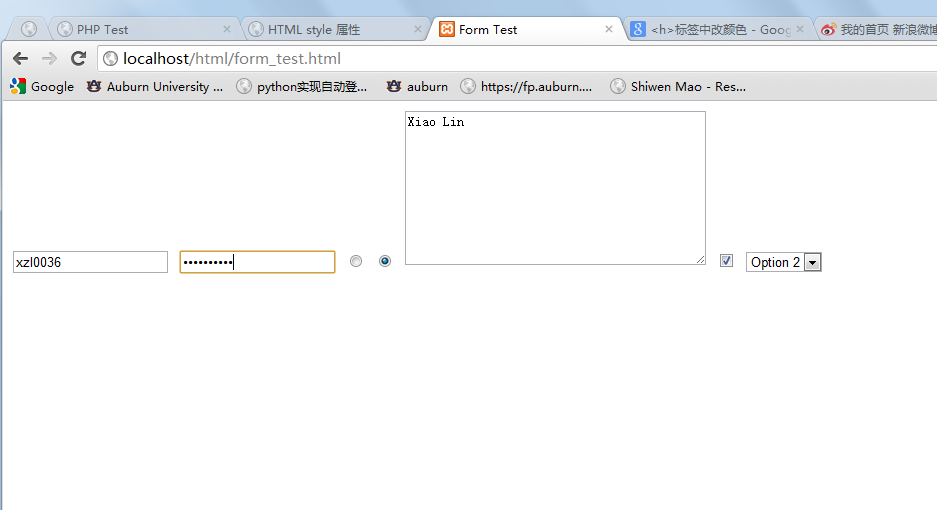 PHP Test
HTML style 属性
Form Test
<h>标签中改颜色 - Goog
我的首页 新浪微博
localhost/html/form_test.html
Google
Auburn University ...
python实现自动登...
auburn
https://fp.auburn....
Shiwen Mao - Res...
Xiao Lin
xzl0036
••••••••••
Option 2